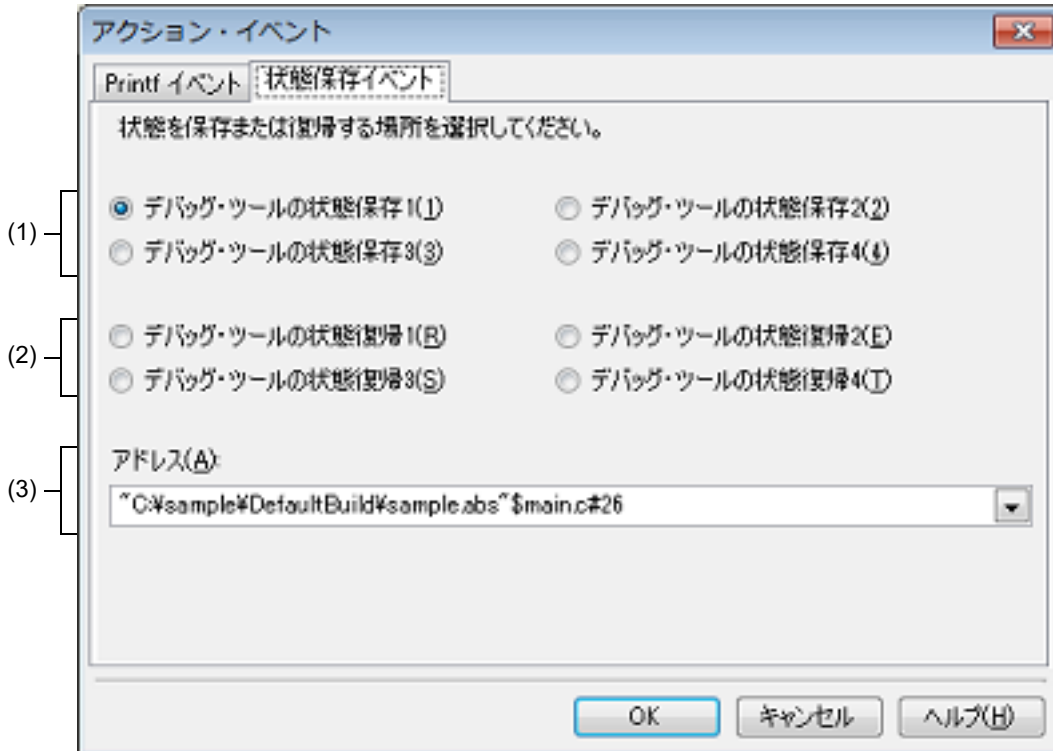 アクション・イベント
Printf イベント 状態保存イベント
状態を保存または復帰する場所を選択してください。
(1)
デバッグ・ツールの状態保存1(1) デバッグ・ツールの状態保存2(2)
デバッグ・ツールの状態保存3(3) デバッグ・ツールの状態保存4(4)
(2)
デバッグ・ツールの状態復帰1(R) デバッグ・ツールの状態復帰2(E)
デバッグ・ツールの状態復帰3(S) デバッグ・ツールの状態復帰4(T)
(3)
アドレス(A):
"C:¥sample¥DefaultBuild¥sample.abs"$main.c#26
OK キャンセル ヘルプ(H)